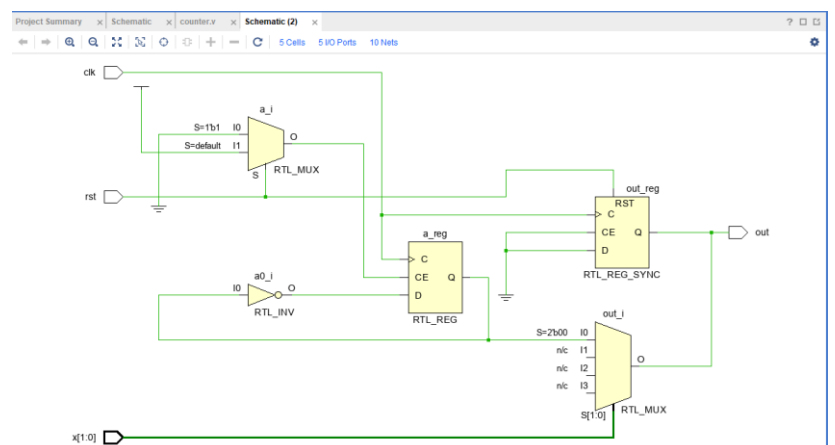 Project Summary × Schematic × counter.v × Schematic (2) × ?
5 Cells 5 I/O Ports 10 Nets
clk
a_i
S=1'b1 I0
O
S=default I1
S
RTL_MUX
rst
out_reg
RST
C
CE Q
D
RTL_REG_SYNC
out
a_reg
C
CE Q
D
RTL_REG
a0_i
I0 O
RTL_INV
out_i
S=2'b00 I0
n/c I1
n/c I2
n/c I3
O
S[1:0]
RTL_MUX
x[1:0]